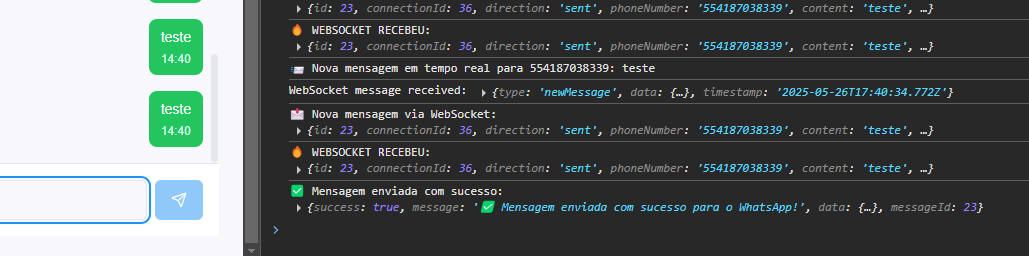 teste
14:40
teste
14:40
{id: 23, connectionId: 36, direction: 'sent', phoneNumber: '554187038339', content: 'teste', …}
🔥 WEBSOCKET RECEBEU:
{id: 23, connectionId: 36, direction: 'sent', phoneNumber: '554187038339', content: 'teste', …}
📨 Nova mensagem em tempo real para 554187038339: teste
WebSocket message received: {type: 'newMessage', data: {…}, timestamp: '2025-05-26T17:40:34.772Z'}
📩 Nova mensagem via WebSocket:
{id: 23, connectionId: 36, direction: 'sent', phoneNumber: '554187038339', content: 'teste', …}
🔥 WEBSOCKET RECEBEU:
{id: 23, connectionId: 36, direction: 'sent', phoneNumber: '554187038339', content: 'teste', …}
✅ Mensagem enviada com sucesso:
{success: true, message: '✅ Mensagem enviada com sucesso para o WhatsApp!', data: {…}, messageId: 23}